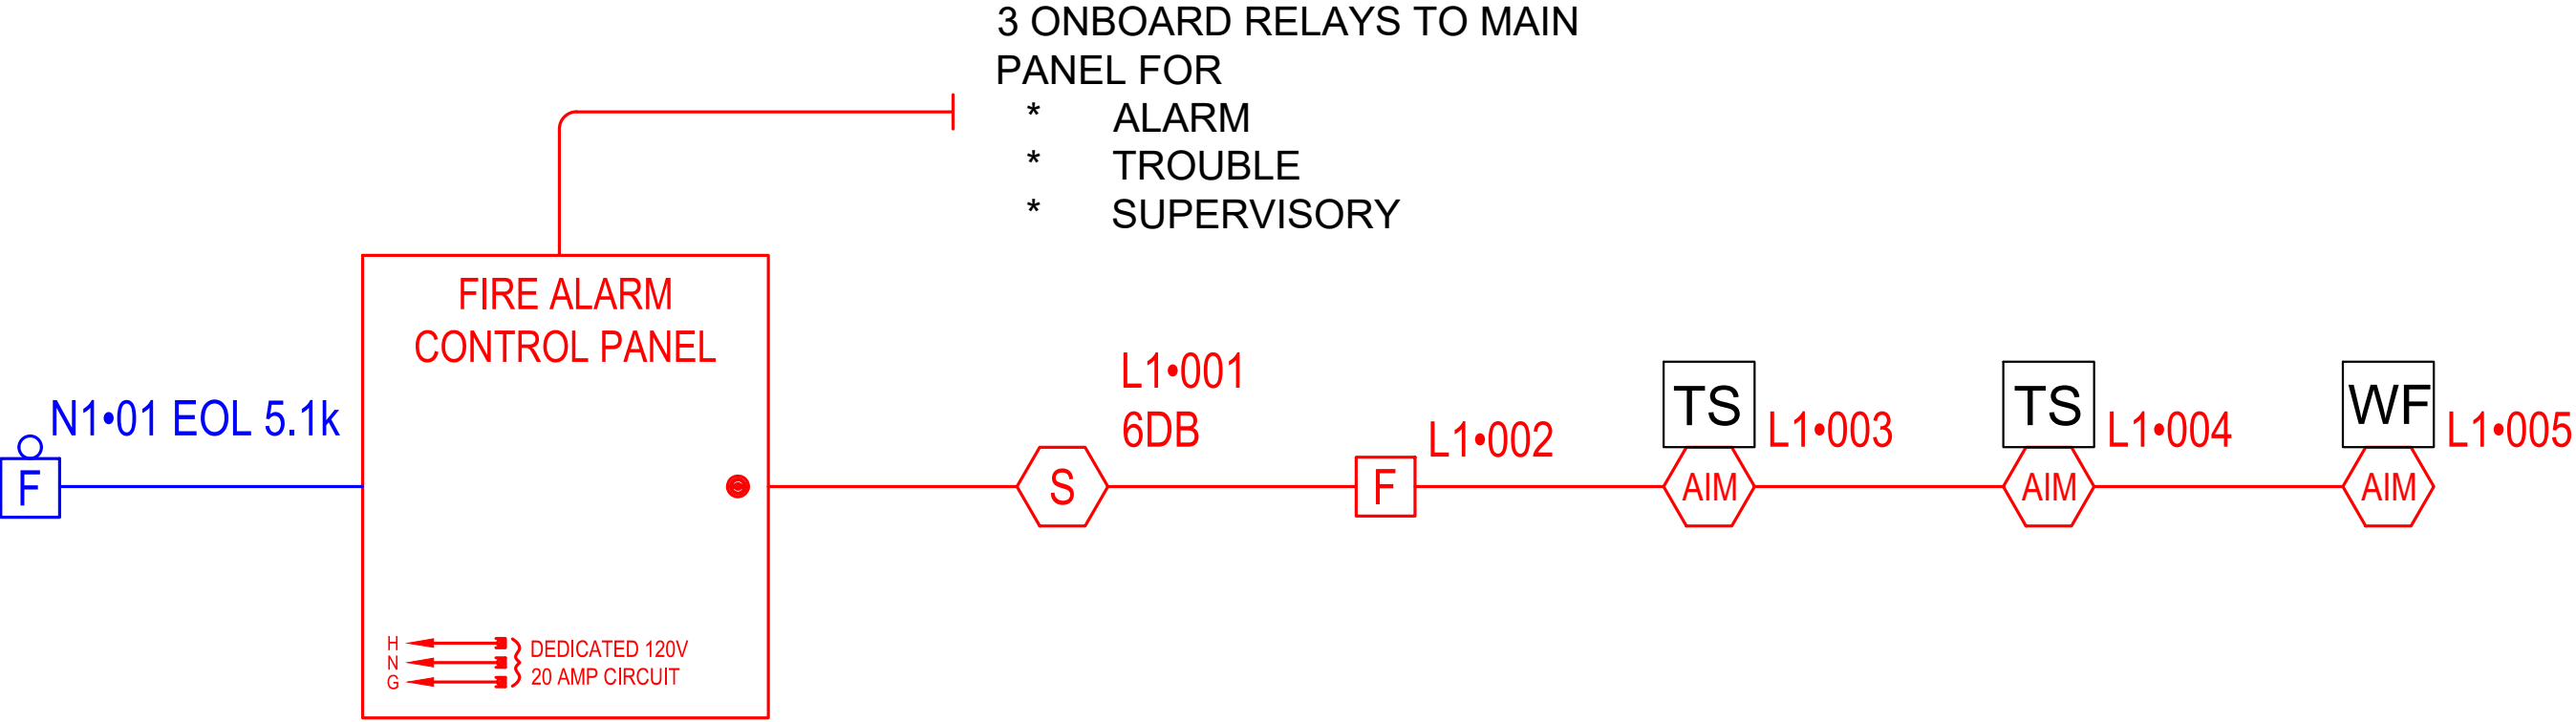 3 ONBOARD RELAYS TO MAIN
PANEL FOR
* ALARM
* TROUBLE
* SUPERVISORY
FIRE ALARM
CONTROL PANEL
N1•01 EOL 5.1k
F
L1•001
6DB
S
L1•002
F
TS
L1•003
AIM
TS
L1•004
AIM
WF
L1•005
AIM
H
N
G
DEDICATED 120V
20 AMP CIRCUIT